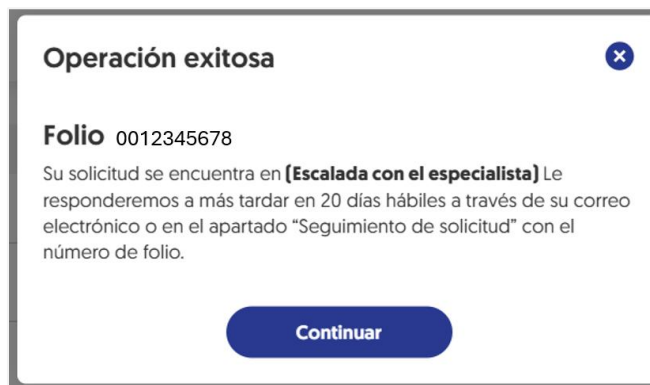 Operación exitosa
Folio 0012345678
Su solicitud se encuentra en (Escalada con el especialista) Le
responderemos a más tardar en 20 días hábiles a través de su correo
electrónico o en el apartado “Seguimiento de solicitud” con el
número de folio.
Continuar